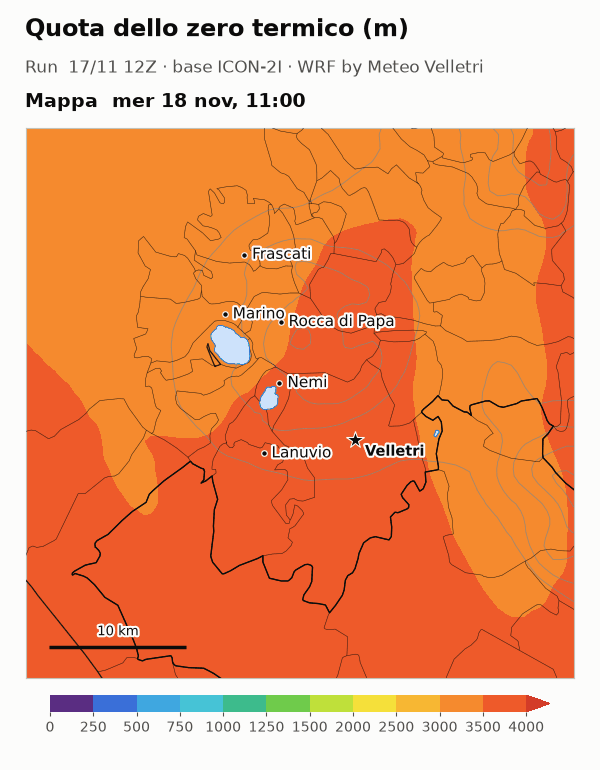 Quota dello zero termico (m)
Run  17/11 12Z · base ICON-2I · WRF by Meteo Velletri
Mappa  mer 18 nov, 11:00
Frascati
Marino
Rocca di Papa
Nemi
Velletri
Lanuvio
10 km
0 250 500 750 1000 1250 1500 2000 2500 3000 3500 4000